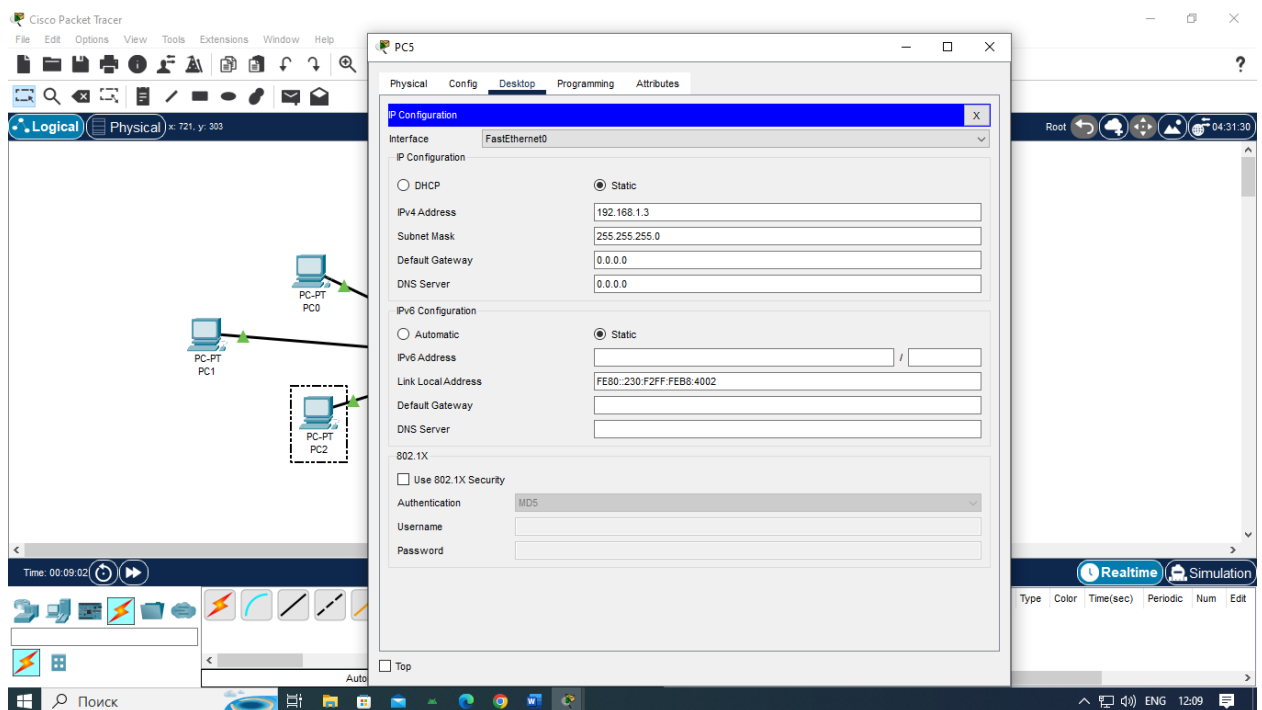 Cisco Packet Tracer
File Edit Options View Tools Extensions Window Help
PC5
?
Physical Config Desktop Programming Attributes
IP Configuration X
Logical Physical x: 721, y: 303
Root 04:31:30
Interface FastEthernet0
IP Configuration
DHCP Static
IPv4 Address 192.168.1.3
Subnet Mask 255.255.255.0
Default Gateway 0.0.0.0
DNS Server 0.0.0.0
IPv6 Configuration
Automatic Static
IPv6 Address /
Link Local Address FE80::230:F2FF:FEB8:4002
Default Gateway
DNS Server
802.1X
Use 802.1X Security
Authentication MD5
Username
Password
Top
PC-PT
PC0
PC-PT
PC1
PC-PT
PC2
Time: 00:09:02
Realtime Simulation
Type Color Time(sec) Periodic Num Edit
Auto
Поиск
ENG 12:09